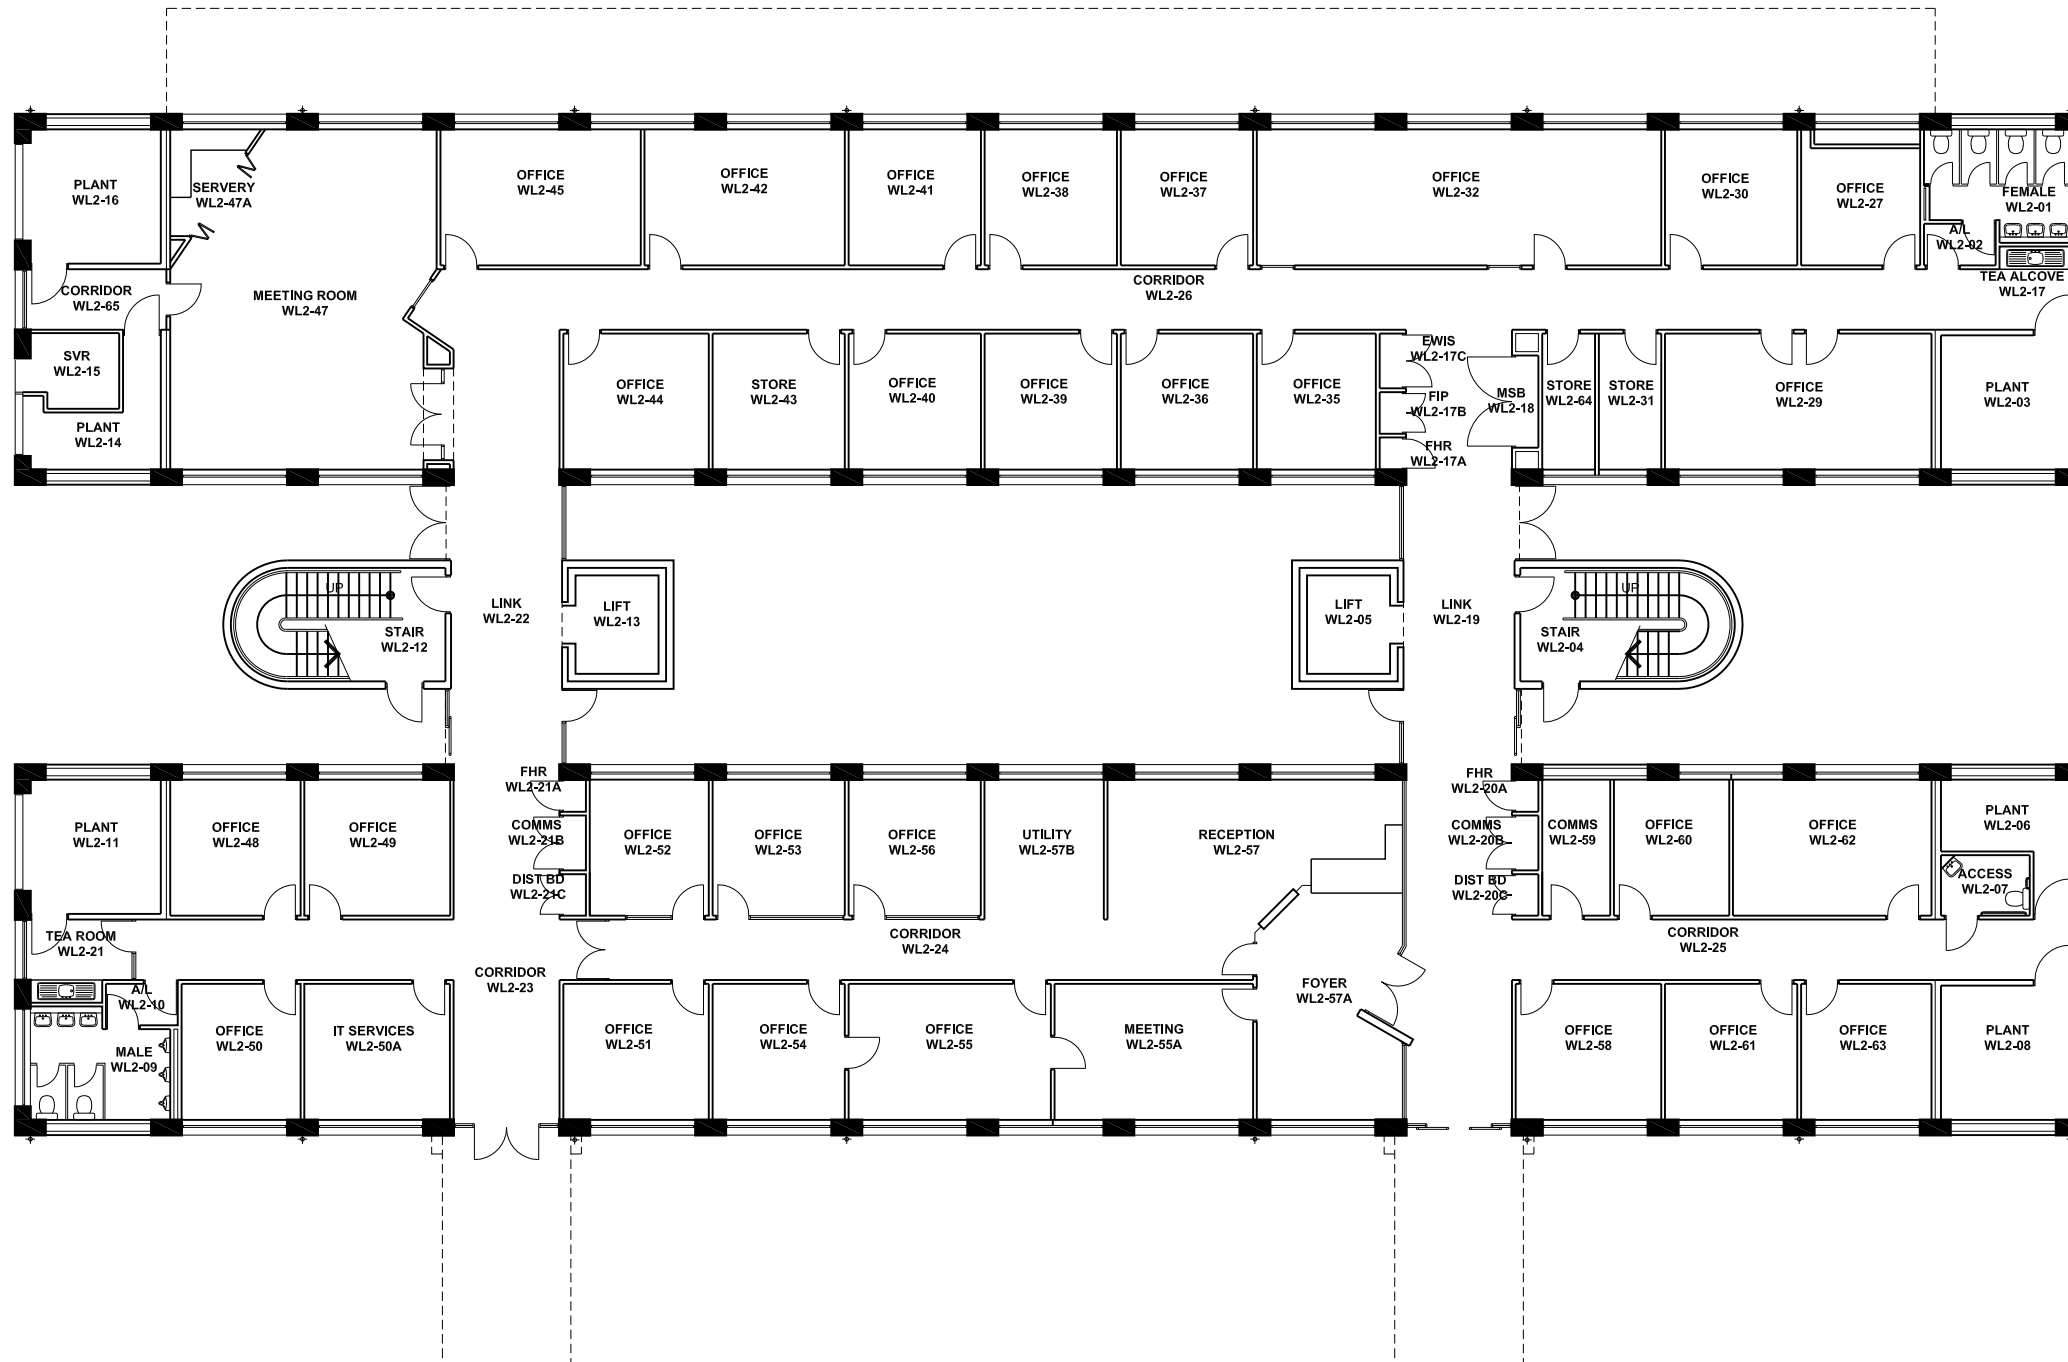 PLANT
WL2-16
SERVERY
WL2-47A
OFFICE
WL2-45
OFFICE
WL2-42
OFFICE
WL2-41
OFFICE
WL2-38
OFFICE
WL2-37
OFFICE
WL2-32
OFFICE
WL2-30
OFFICE
WL2-27
FEMALE
WL2-01
A/L
WL2-02
TEA ALCOVE
WL2-17
CORRIDOR
WL2-65
MEETING ROOM
WL2-47
CORRIDOR
WL2-26
SVR
WL2-15
PLANT
WL2-14
OFFICE
WL2-44
STORE
WL2-43
OFFICE
WL2-40
OFFICE
WL2-39
OFFICE
WL2-36
OFFICE
WL2-35
EWIS
WL2-17C
FIP
WL2-17B
FHR
WL2-17A
MSB
WL2-18
STORE
WL2-64
STORE
WL2-31
OFFICE
WL2-29
PLANT
WL2-03
UP
STAIR
WL2-12
LINK
WL2-22
LIFT
WL2-13
LIFT
WL2-05
LINK
WL2-19
UP
STAIR
WL2-04
PLANT
WL2-11
OFFICE
WL2-48
OFFICE
WL2-49
FHR
WL2-21A
COMMS
WL2-21B
DIST BD
WL2-21C
OFFICE
WL2-52
OFFICE
WL2-53
OFFICE
WL2-56
UTILITY
WL2-57B
RECEPTION
WL2-57
FHR
WL2-20A
COMMS
WL2-20B
DIST BD
WL2-20C
COMMS
WL2-59
OFFICE
WL2-60
OFFICE
WL2-62
PLANT
WL2-06
ACCESS
WL2-07
TEA ROOM
WL2-21
CORRIDOR
WL2-23
CORRIDOR
WL2-24
CORRIDOR
WL2-25
A/L
WL2-10
MALE
WL2-09
OFFICE
WL2-50
IT SERVICES
WL2-50A
OFFICE
WL2-51
OFFICE
WL2-54
OFFICE
WL2-55
MEETING
WL2-55A
FOYER
WL2-57A
OFFICE
WL2-58
OFFICE
WL2-61
OFFICE
WL2-63
PLANT
WL2-08